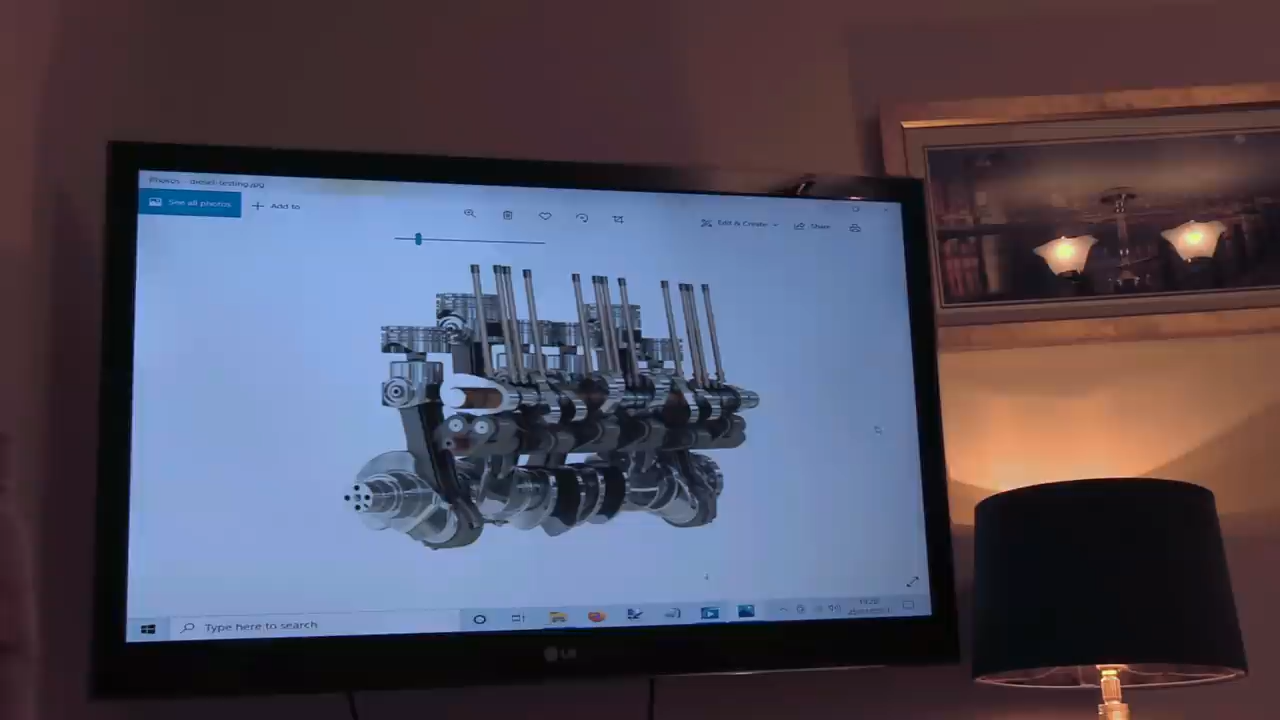 Photos - diesel-testing.jpg
See all photos
Add to
Edit & Create
Share
Type here to search
LG